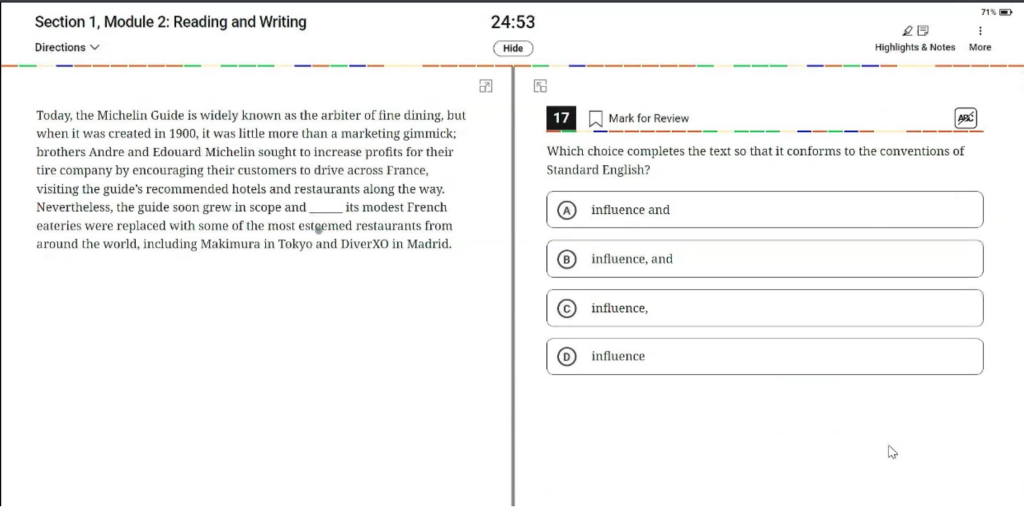 71%
Section 1, Module 2: Reading and Writing
24:53
Directions
Hide
Highlights & Notes More
Today, the Michelin Guide is widely known as the arbiter of fine dining, but
when it was created in 1900, it was little more than a marketing gimmick;
brothers Andre and Edouard Michelin sought to increase profits for their
tire company by encouraging their customers to drive across France,
visiting the guide's recommended hotels and restaurants along the way.
Nevertheless, the guide soon grew in scope and ______ its modest French
eateries were replaced with some of the most esteemed restaurants from
around the world, including Makimura in Tokyo and DiverXO in Madrid.
17 Mark for Review ABC
Which choice completes the text so that it conforms to the conventions of
Standard English?
A influence and
B influence, and
C influence,
D influence